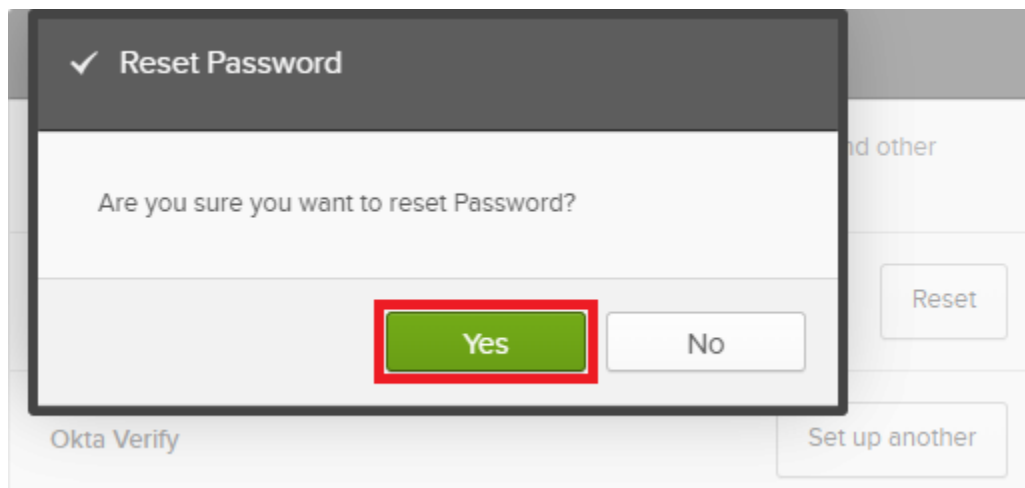 Reset Password
other
Are you sure you want to reset Password?
Reset
Yes
No
Okta Verify
Set up another